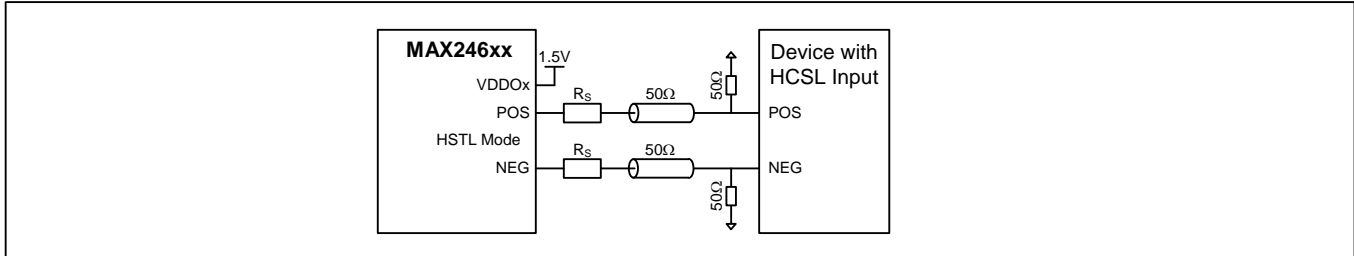 MAX246xx
1.5V
VDDOx
POS
HSTL Mode
NEG
RS
50Ω
50Ω
RS
50Ω
50Ω
Device with
HCSL Input
POS
NEG